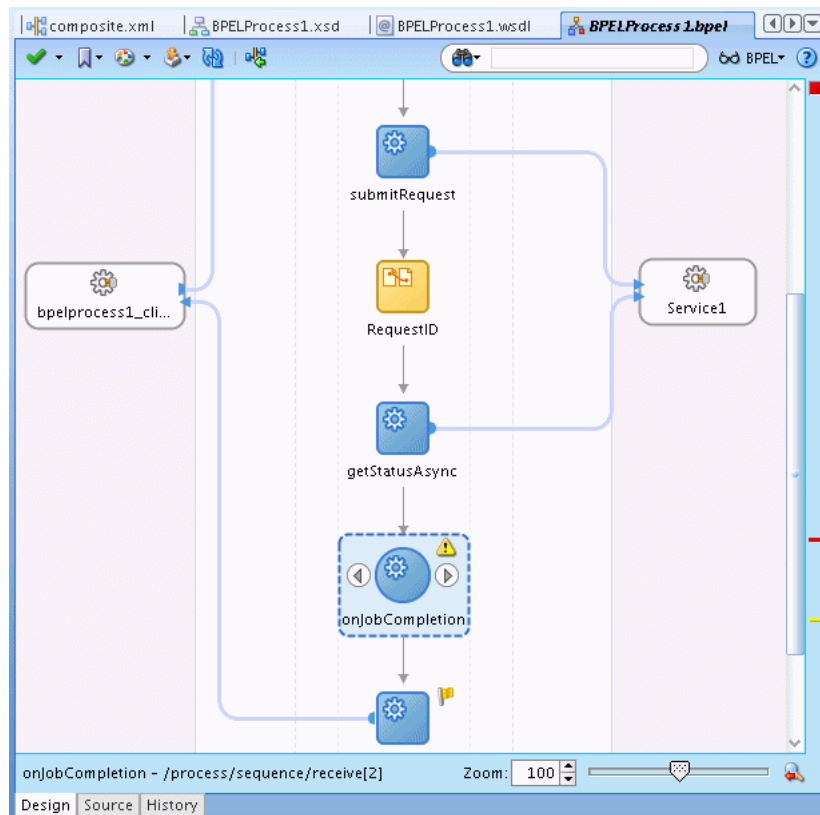 composite.xml BPELProcess1.xsd @ BPELProcess1.wsdl BPELProcess1.bpel
BPEL ?
submitRequest
bpelprocess1_cli...
RequestID
Service1
getStatusAsync
onJobCompletion
onJobCompletion – /process/sequence/receive[2] Zoom: 100
Design Source History